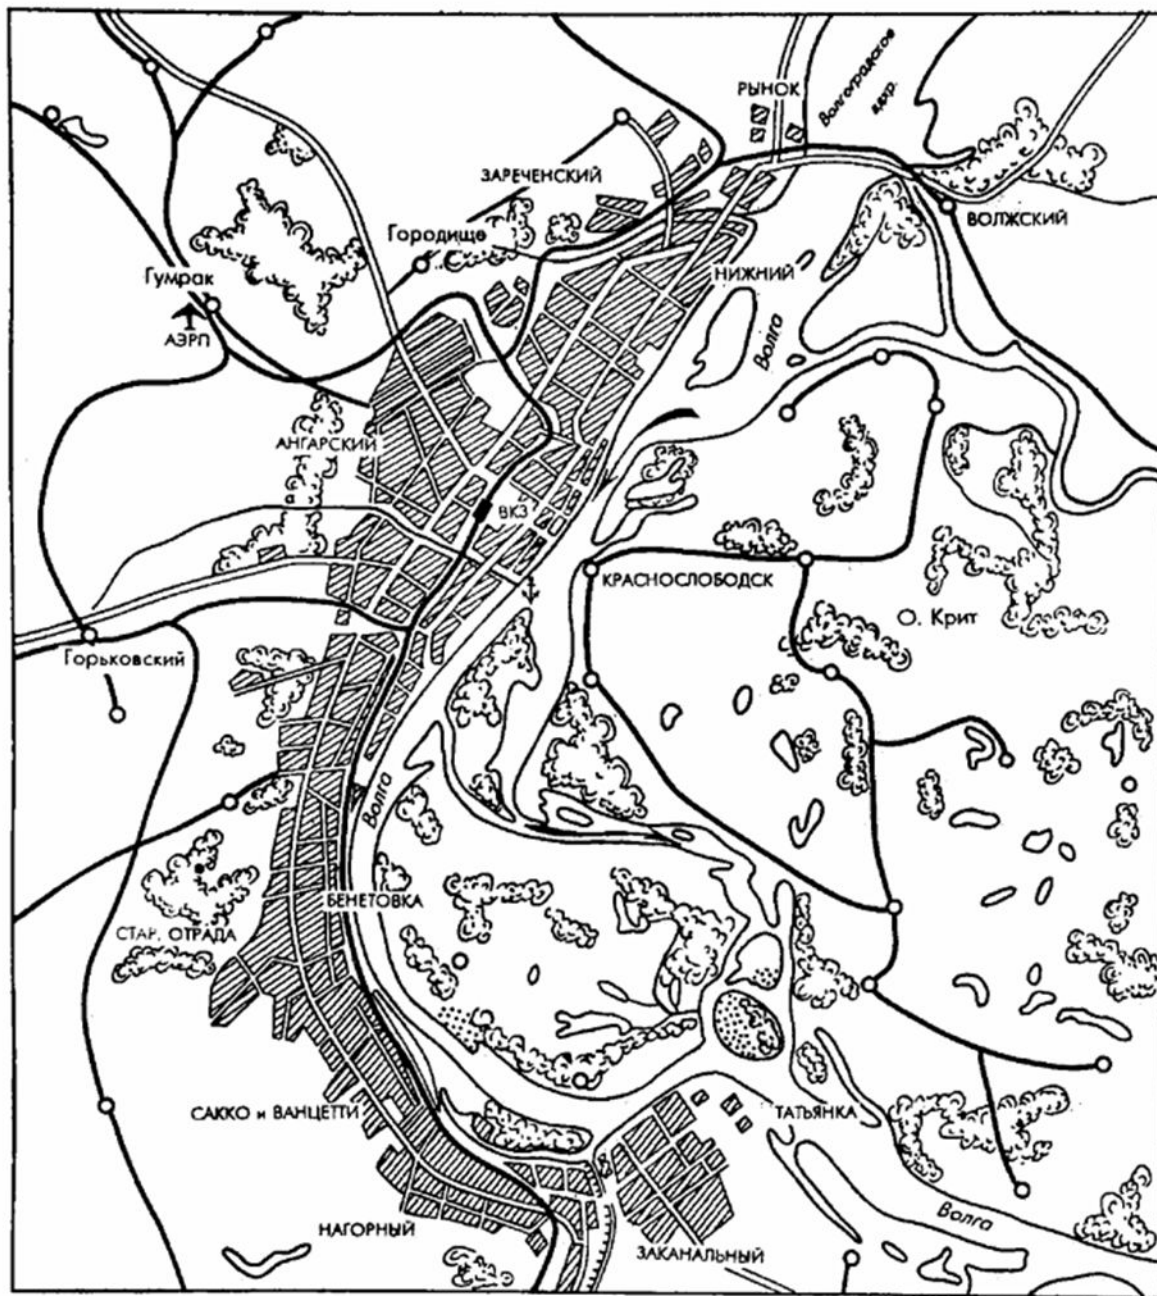 РЫНОК
Волгоградское
вдхр.
ЗАРЕЧЕНСКИЙ
ВОЛЖСКИЙ
Городище
Гумрак
НИЖНИЙ
АЭРП
Волга
АНГАРСКИЙ
ВКЗ
КРАСНОСЛОБОДСК
О. Крит
Горьковский
Волга
БЕНЕТОВКА
СТАР. ОТРАДА
САККО и ВАНЦЕТТИ
ТАТЬЯНКА
Волга
НАГОРНЫЙ
ЗАКАНАЛЬНЫЙ